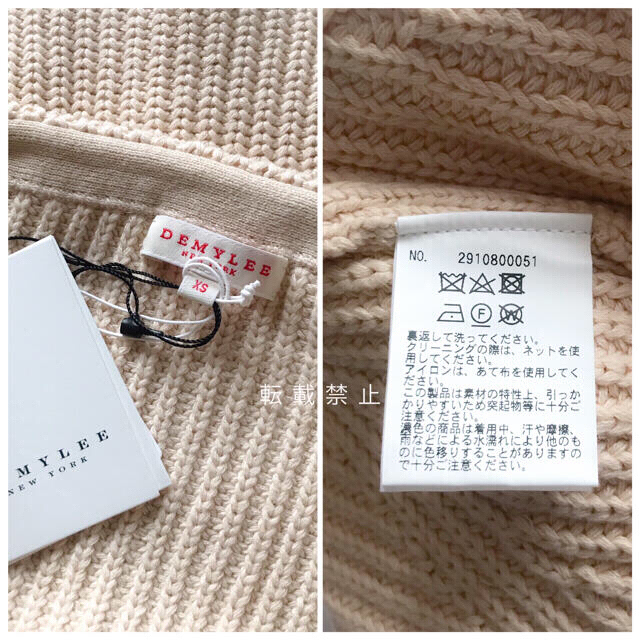 DEMYLEE
NEW YORK
XS
MYLEE
NEW YORK
転載禁止
NO. 2910800051
裏返して洗ってください。
クリーニングの際は、ネットを使
用してください。
アイロンは、あて布を使用してく
ださい。
この製品は素材の特性上、引っか
かりやすいため突起物等に十分ご
注意ください。
濃色の商品は着用中、汗や摩擦、
雨などによる水濡れにより他のもの
に色移りすることがありますの
で十分ご注意ください。